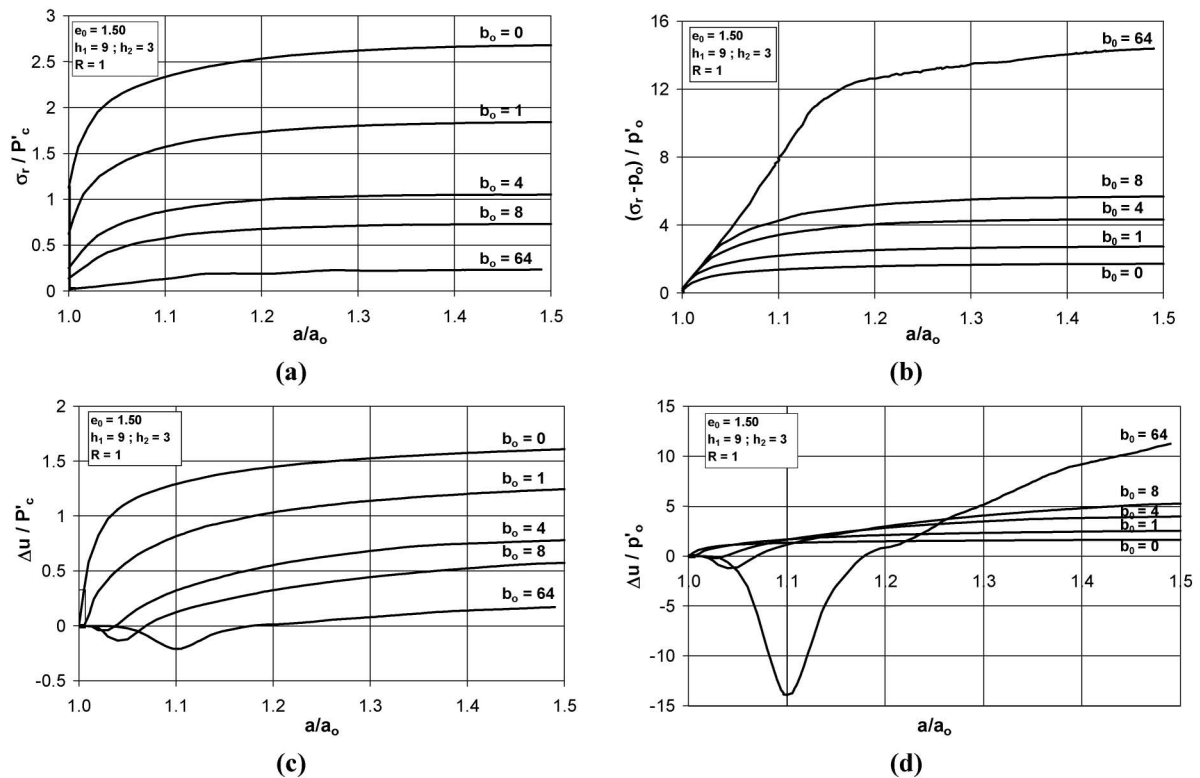 3
2.5
2
1.5
1
0.5
0
σr / P'c
e0 = 1.50
h1 = 9 ; h2 = 3
R = 1
bo = 0
bo = 1
bo = 4
bo = 8
bo = 64
1.0 1.1 1.2 1.3 1.4 1.5
a/ao
(a)
16
12
8
4
0
(σr -po) / p'o
e0 = 1.50
h1 = 9 ; h2 = 3
R = 1
b0 = 64
b0 = 8
b0 = 4
b0 = 1
b0 = 0
1.0 1.1 1.2 1.3 1.4 1.5
a/ao
(b)
2
1.5
1
0.5
0
-0.5
Δu / P'c
e0 = 1.50
h1 = 9 ; h2 = 3
R = 1
bo = 0
bo = 1
bo = 4
bo = 8
bo = 64
1.0 1.1 1.2 1.3 1.4 1.5
a/ao
(c)
15
10
5
0
-5
-10
-15
Δu / p'o
e0 = 1.50
h1 = 9 ; h2 = 3
R = 1
b0 = 64
b0 = 8
b0 = 4
b0 = 1
b0 = 0
1.0 1.1 1.2 1.3 1.4 1.5
a/ao
(d)